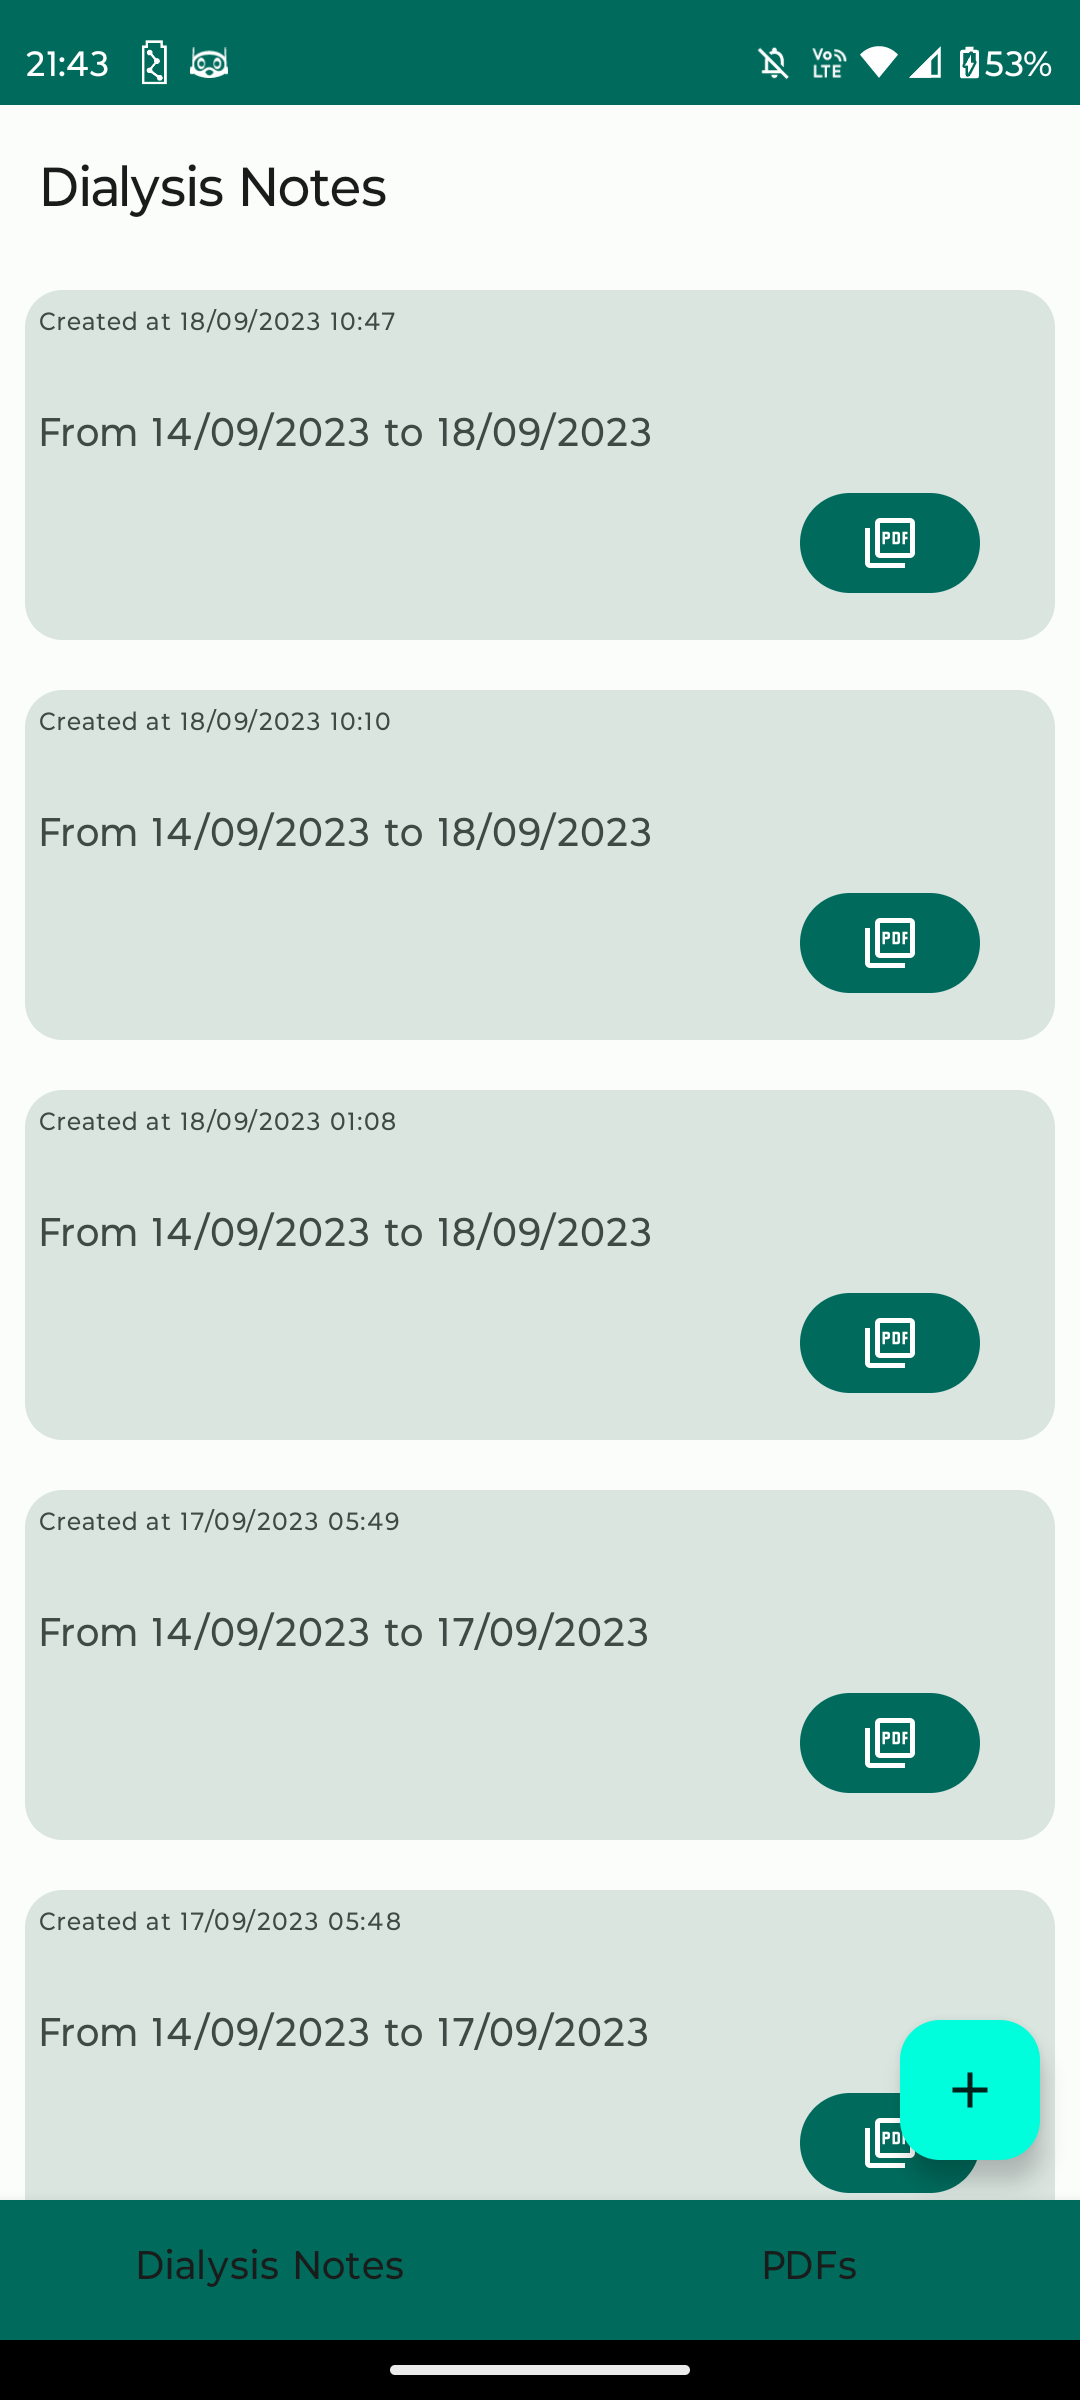 21:43
Vo LTE
53%
Dialysis Notes
Created at 18/09/2023 10:47
From 14/09/2023 to 18/09/2023
PDF
Created at 18/09/2023 10:10
From 14/09/2023 to 18/09/2023
PDF
Created at 18/09/2023 01:08
From 14/09/2023 to 18/09/2023
PDF
Created at 17/09/2023 05:49
From 14/09/2023 to 17/09/2023
PDF
Created at 17/09/2023 05:48
From 14/09/2023 to 17/09/2023
+
PD
Dialysis Notes PDFs